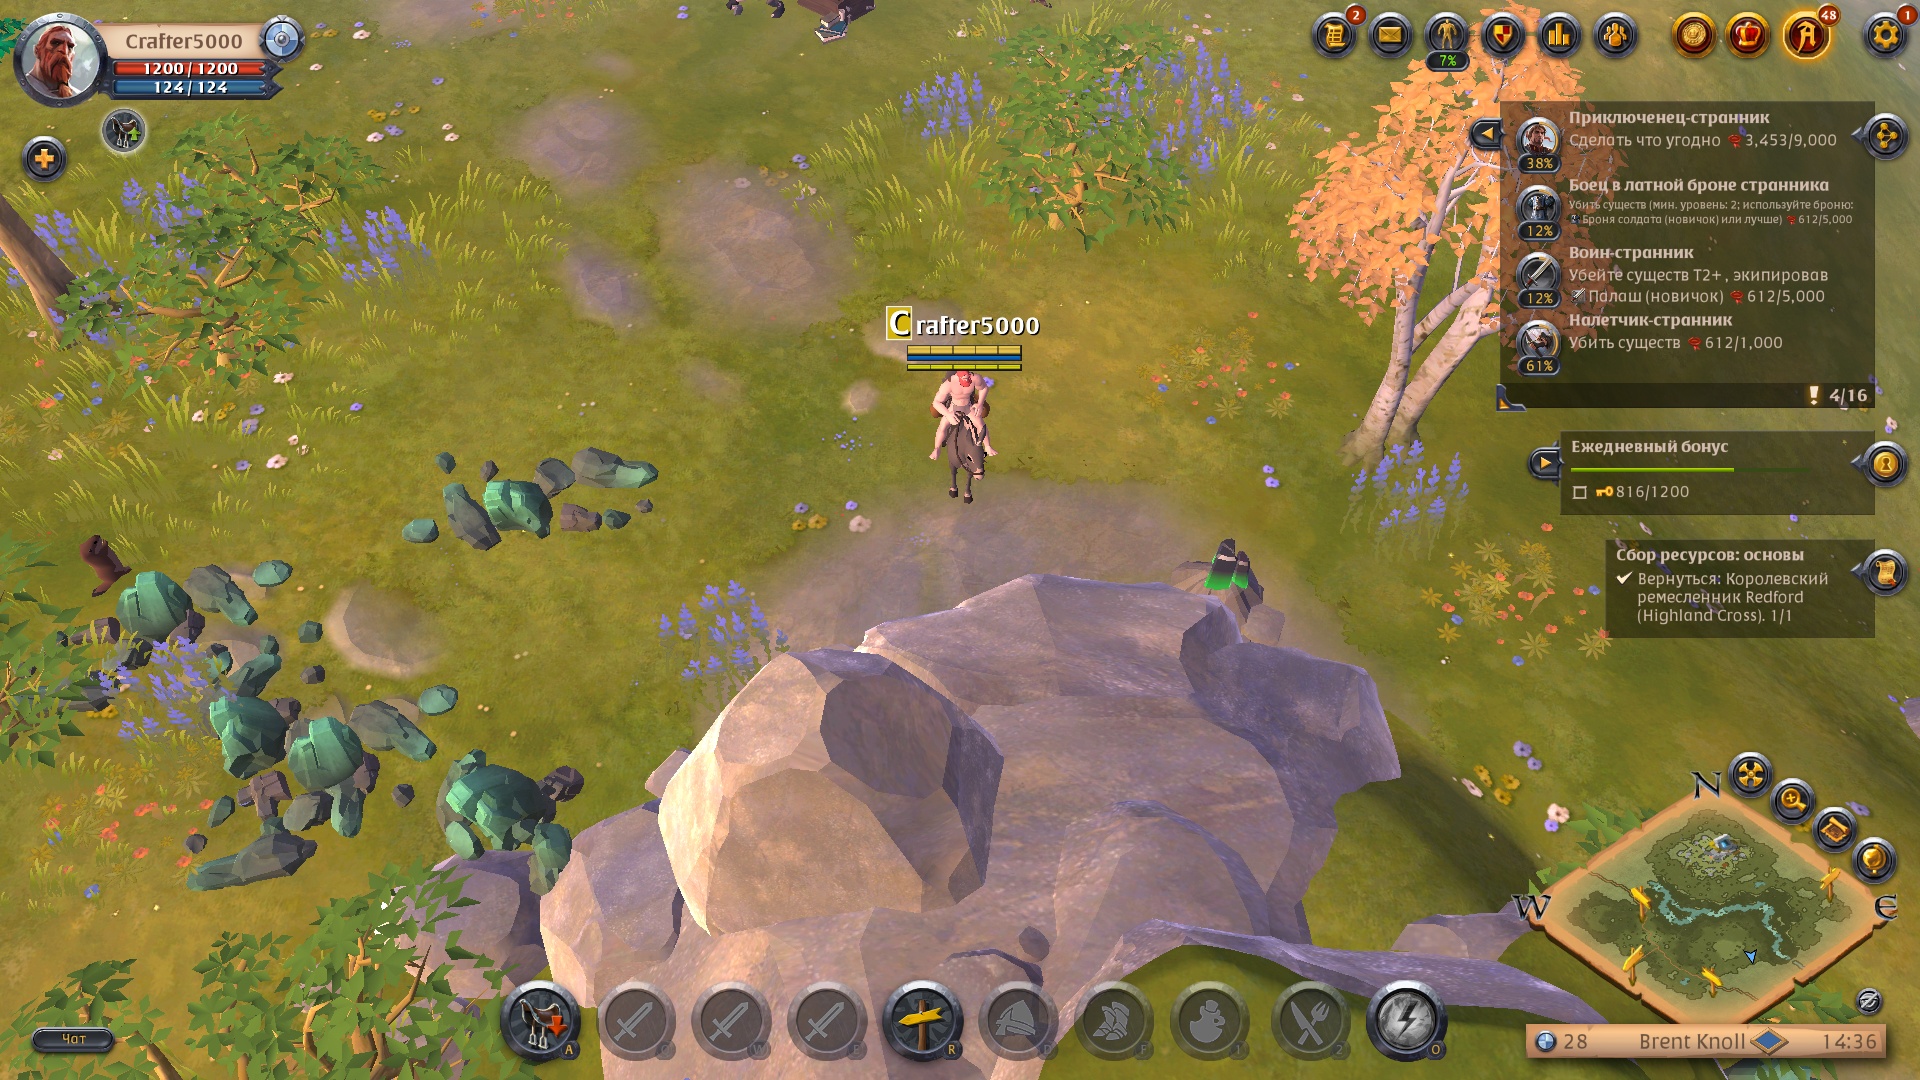 Crafter5000
1200/1200
124/124
2
7%
48
1
Приключенец-странник
Сделать что угодно 3,453/9,000
38%
Боец в латной броне странника
Убить существ (мин. уровень: 2; используйте броню:
Броня солдата (новичок) или лучше) 612/5,000
12%
Воин-странник
Убейте существ T2+, экипировав
Палаш (новичок) 612/5,000
12%
Налетчик-странник
Убить существ 612/1,000
61%
4/16
Ежедневный бонус
816/1200
Сбор ресурсов: основы
Вернуться: Королевский
ремесленник Redford
(Highland Cross). 1/1
Crafter5000
N
W
E
Чат
A
W
E
R
D
F
1
2
O
28
Brent Knoll
14:36